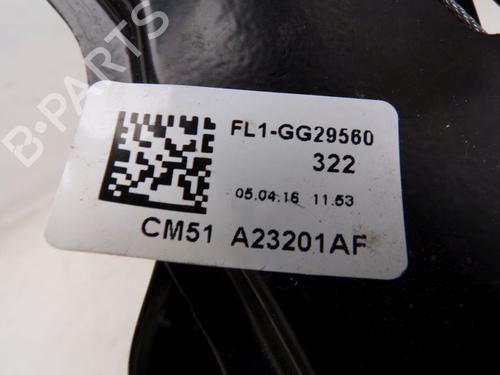 B-PARTS
FL1-GG29560
322
05.04.16 11.53
CM51 A23201AF